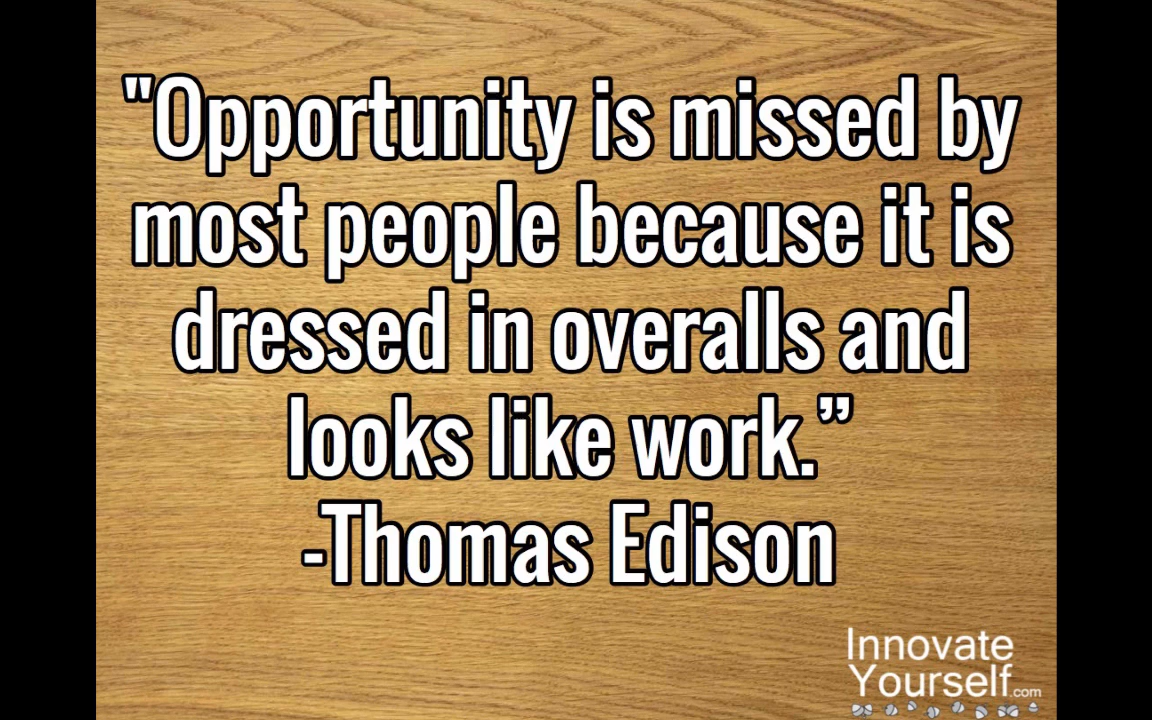 "Opportunity is missed by
most people because it is
dressed in overalls and
looks like work.”
-Thomas Edison
Innovate
Yourself.com